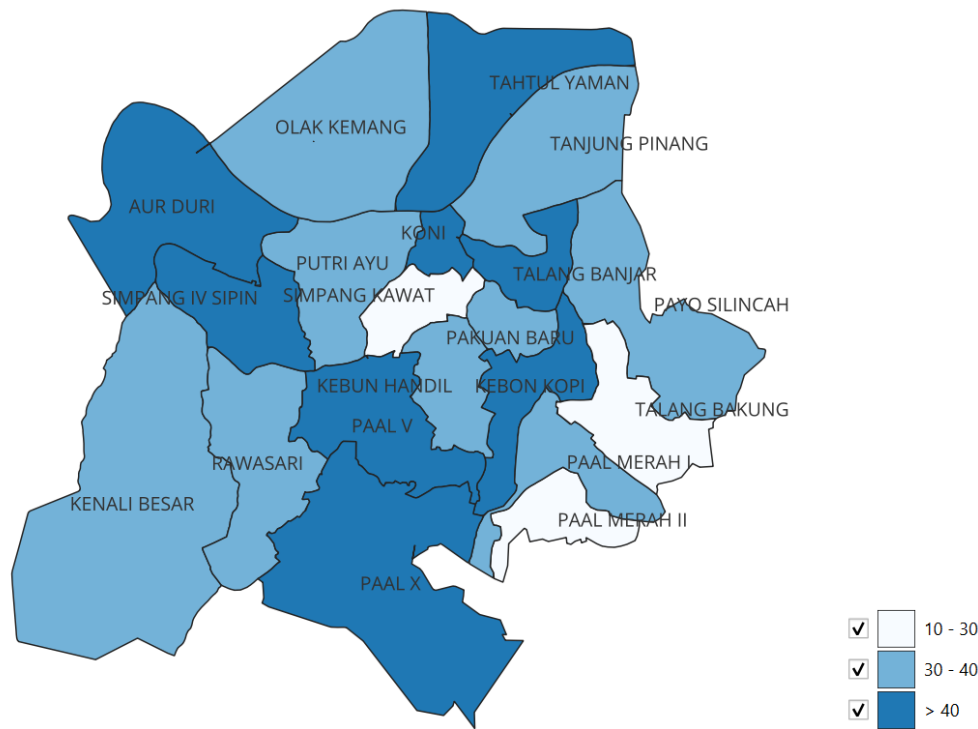 TAHTUL YAMAN
OLAK KEMANG
TANJUNG PINANG
AUR DURI
KONI
PUTRI AYU
TALANG BANJAR
SIMPANG IV SIPIN
SIMPANG KAWAT
PAYO SILINCAH
PAKUAN BARU
KEBUN HANDIL
KEBON KOPI
TALANG BAKUNG
PAAL V
RAWASARI
PAAL MERAH I
KENALI BESAR
PAAL MERAH II
PAAL X
10 - 30
30 - 40
> 40